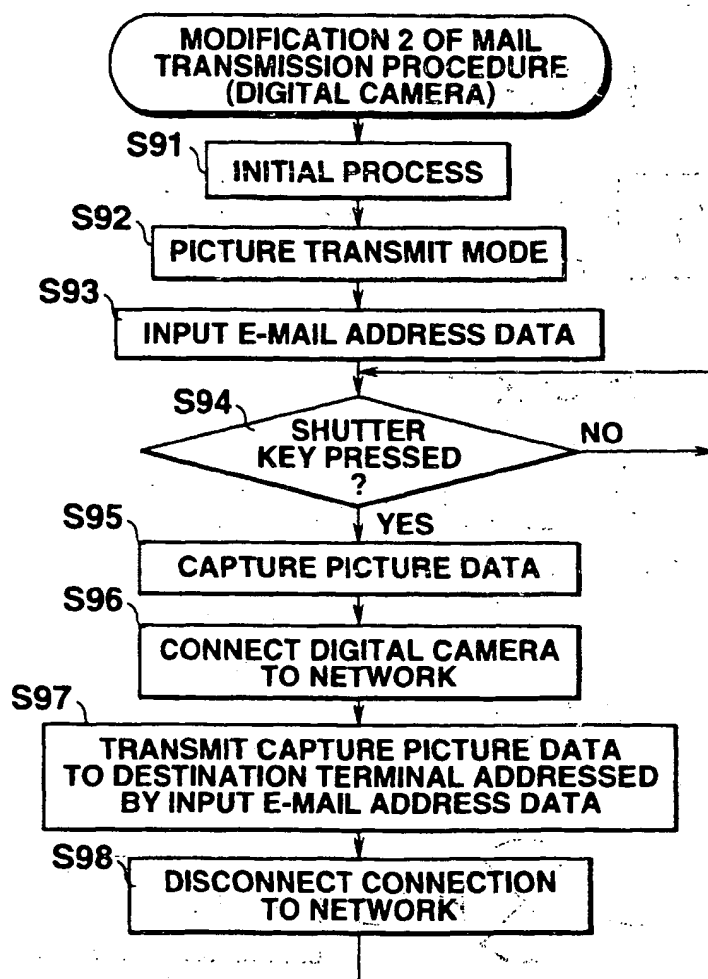 MODIFICATION 2 OF MAIL
TRANSMISSION PROCEDURE
(DIGITAL CAMERA)
S91
INITIAL PROCESS
S92
PICTURE TRANSMIT MODE
S93
INPUT E-MAIL ADDRESS DATA
S94
SHUTTER
KEY PRESSED
?
NO
YES
S95
CAPTURE PICTURE DATA
S96
CONNECT DIGITAL CAMERA
TO NETWORK
S97
TRANSMIT CAPTURE PICTURE DATA
TO DESTINATION TERMINAL ADDRESSED
BY INPUT E-MAIL ADDRESS DATA
S98
DISCONNECT CONNECTION
TO NETWORK